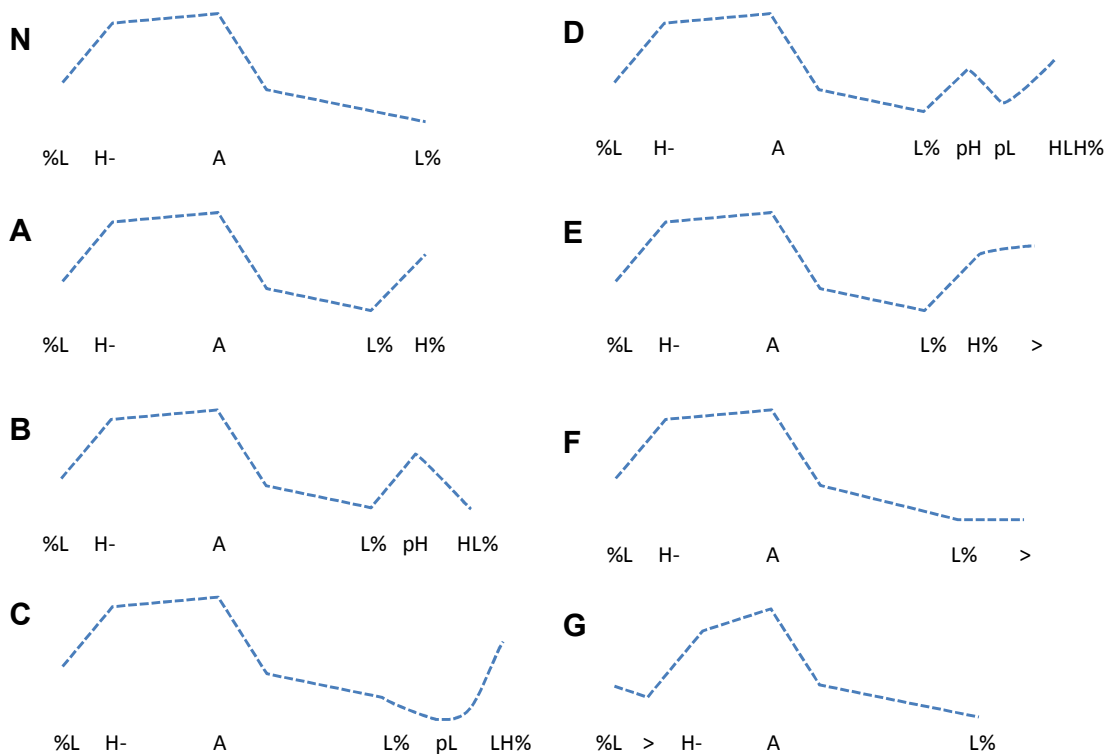 N
%L H- A L%
A
%L H- A L% H%
B
%L H- A L% pH HL%
C
%L H- A L% pL LH%
D
%L H- A L% pH pL HLH%
E
%L H- A L% H% >
F
%L H- A L% >
G
%L > H- A L%